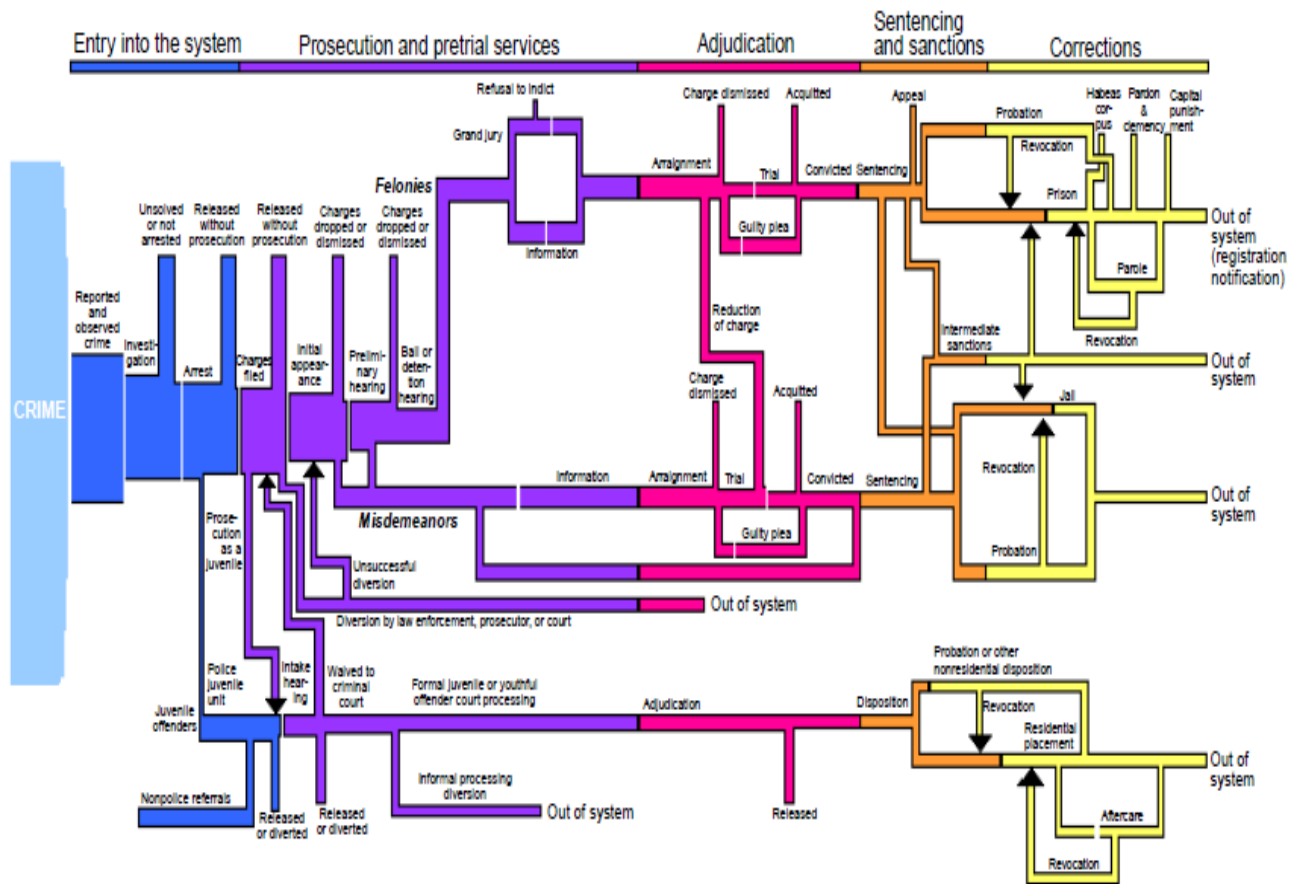 Entry into the system
Prosecution and pretrial services
Adjudication
Sentencing
and sanctions
Corrections
Refusal to indict
Grand jury
Felonies
Information
Charge dismissed
Acquitted
Arraignment
Trial
Convicted
Guilty plea
Sentencing
Appeal
Probation
Revocation
Prison
Habeas
cor-
pus
Pardon
&
clemency
Capital
punish-
ment
Out of
system
(registration
notification)
Parole
Revocation
Unsolved
or not
arrested
Released
without
prosecution
Released
without
prosecution
Charges
dropped or
dismissed
Charges
dropped or
dismissed
Reported
and
observed
crime
Investi-
gation
Arrest
Charges
filed
Initial
appear-
ance
Prelimi-
nary
hearing
Bail or
deten-
tion
hearing
Reduction
of charge
Intermediate
sanctions
Out of
system
CRIME
Charge
dismissed
Acquitted
Jail
Information
Arraignment
Trial
Convicted
Sentencing
Revocation
Out of
system
Misdemeanors
Guilty plea
Probation
Prose-
cution
as a
juvenile
Unsuccessful
diversion
Out of system
Diversion by law enforcement, prosecutor, or court
Police
juvenile
unit
Intake
hear-
ing
Waived to
criminal
court
Formal juvenile or youthful
offender court processing
Adjudication
Disposition
Probation or other
nonresidential disposition
Revocation
Residential
placement
Out of
system
Juvenile
offenders
Nonpolice referrals
Released
or diverted
Released
or diverted
Informal processing
diversion
Out of system
Released
Aftercare
Revocation